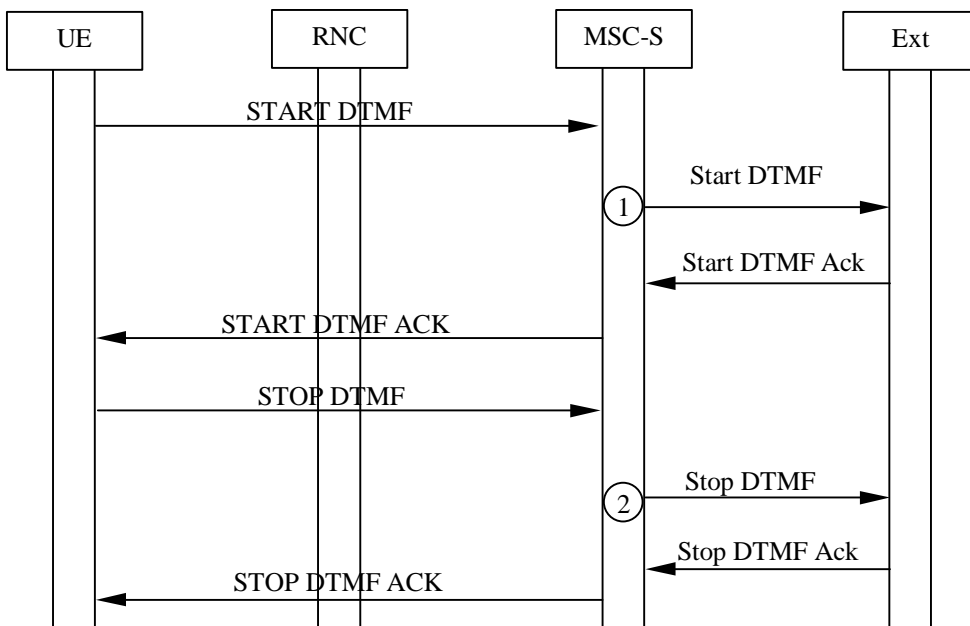 UE
RNC
MSC-S
Ext
START DTMF
Start DTMF
1
Start DTMF Ack
START DTMF ACK
STOP DTMF
Stop DTMF
2
Stop DTMF Ack
STOP DTMF ACK